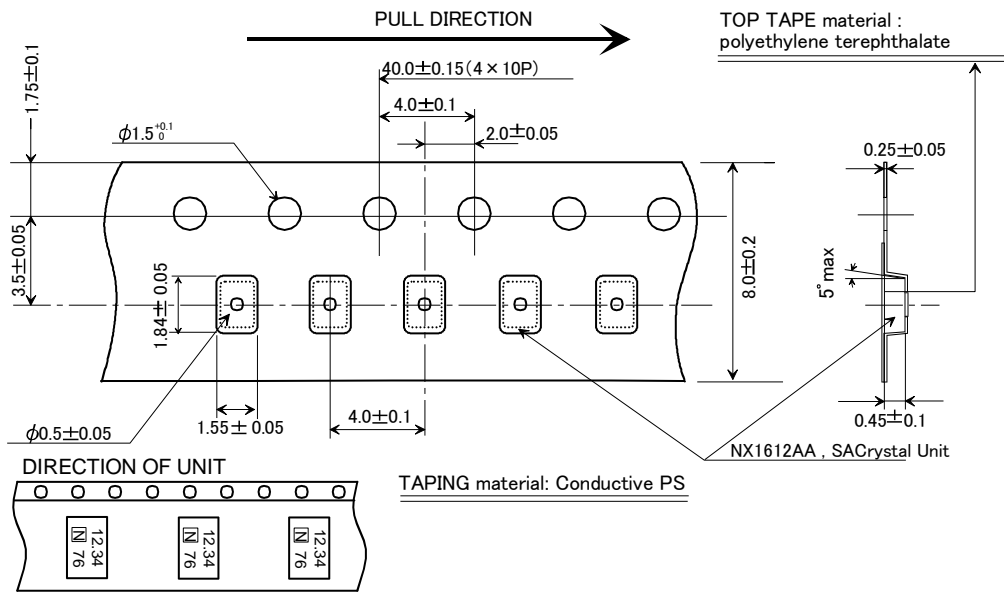 PULL DIRECTION
TOP TAPE material :
polyethylene terephthalate
40.0±0.15(4×10P)
1.75±0.1
4.0±0.1
φ1.5 +0.1 0
2.0±0.05
0.25±0.05
3.5±0.05
8.0±0.2
5°max
1.84±0.05
φ0.5±0.05
1.55±0.05
4.0±0.1
0.45±0.1
NX1612AA , SACrystal Unit
DIRECTION OF UNIT
TAPING material: Conductive PS
12.34
N 76
12.34
N 76
12.34
N 76